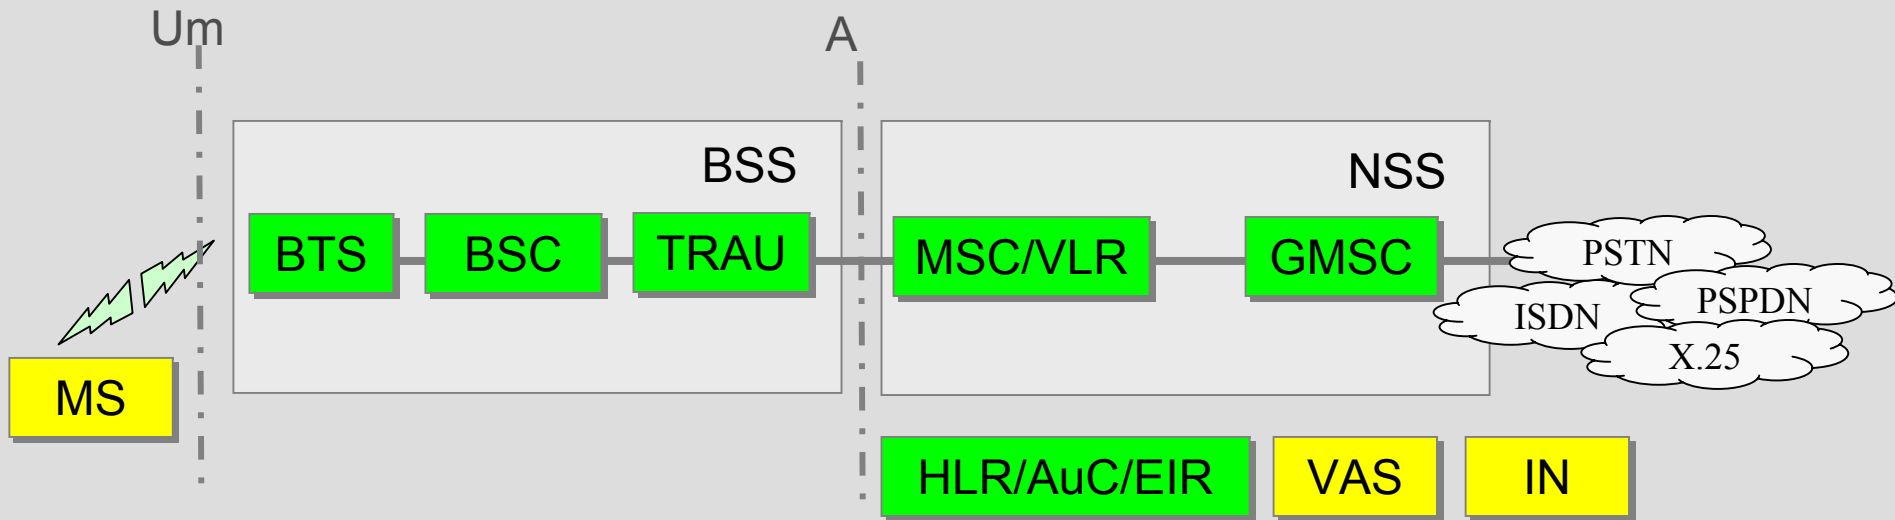 Um
A
BSS
NSS
BTS
BSC
TRAU
MSC/VLR
GMSC
PSTN
ISDN
PSPDN
X.25
MS
HLR/AuC/EIR
VAS
IN